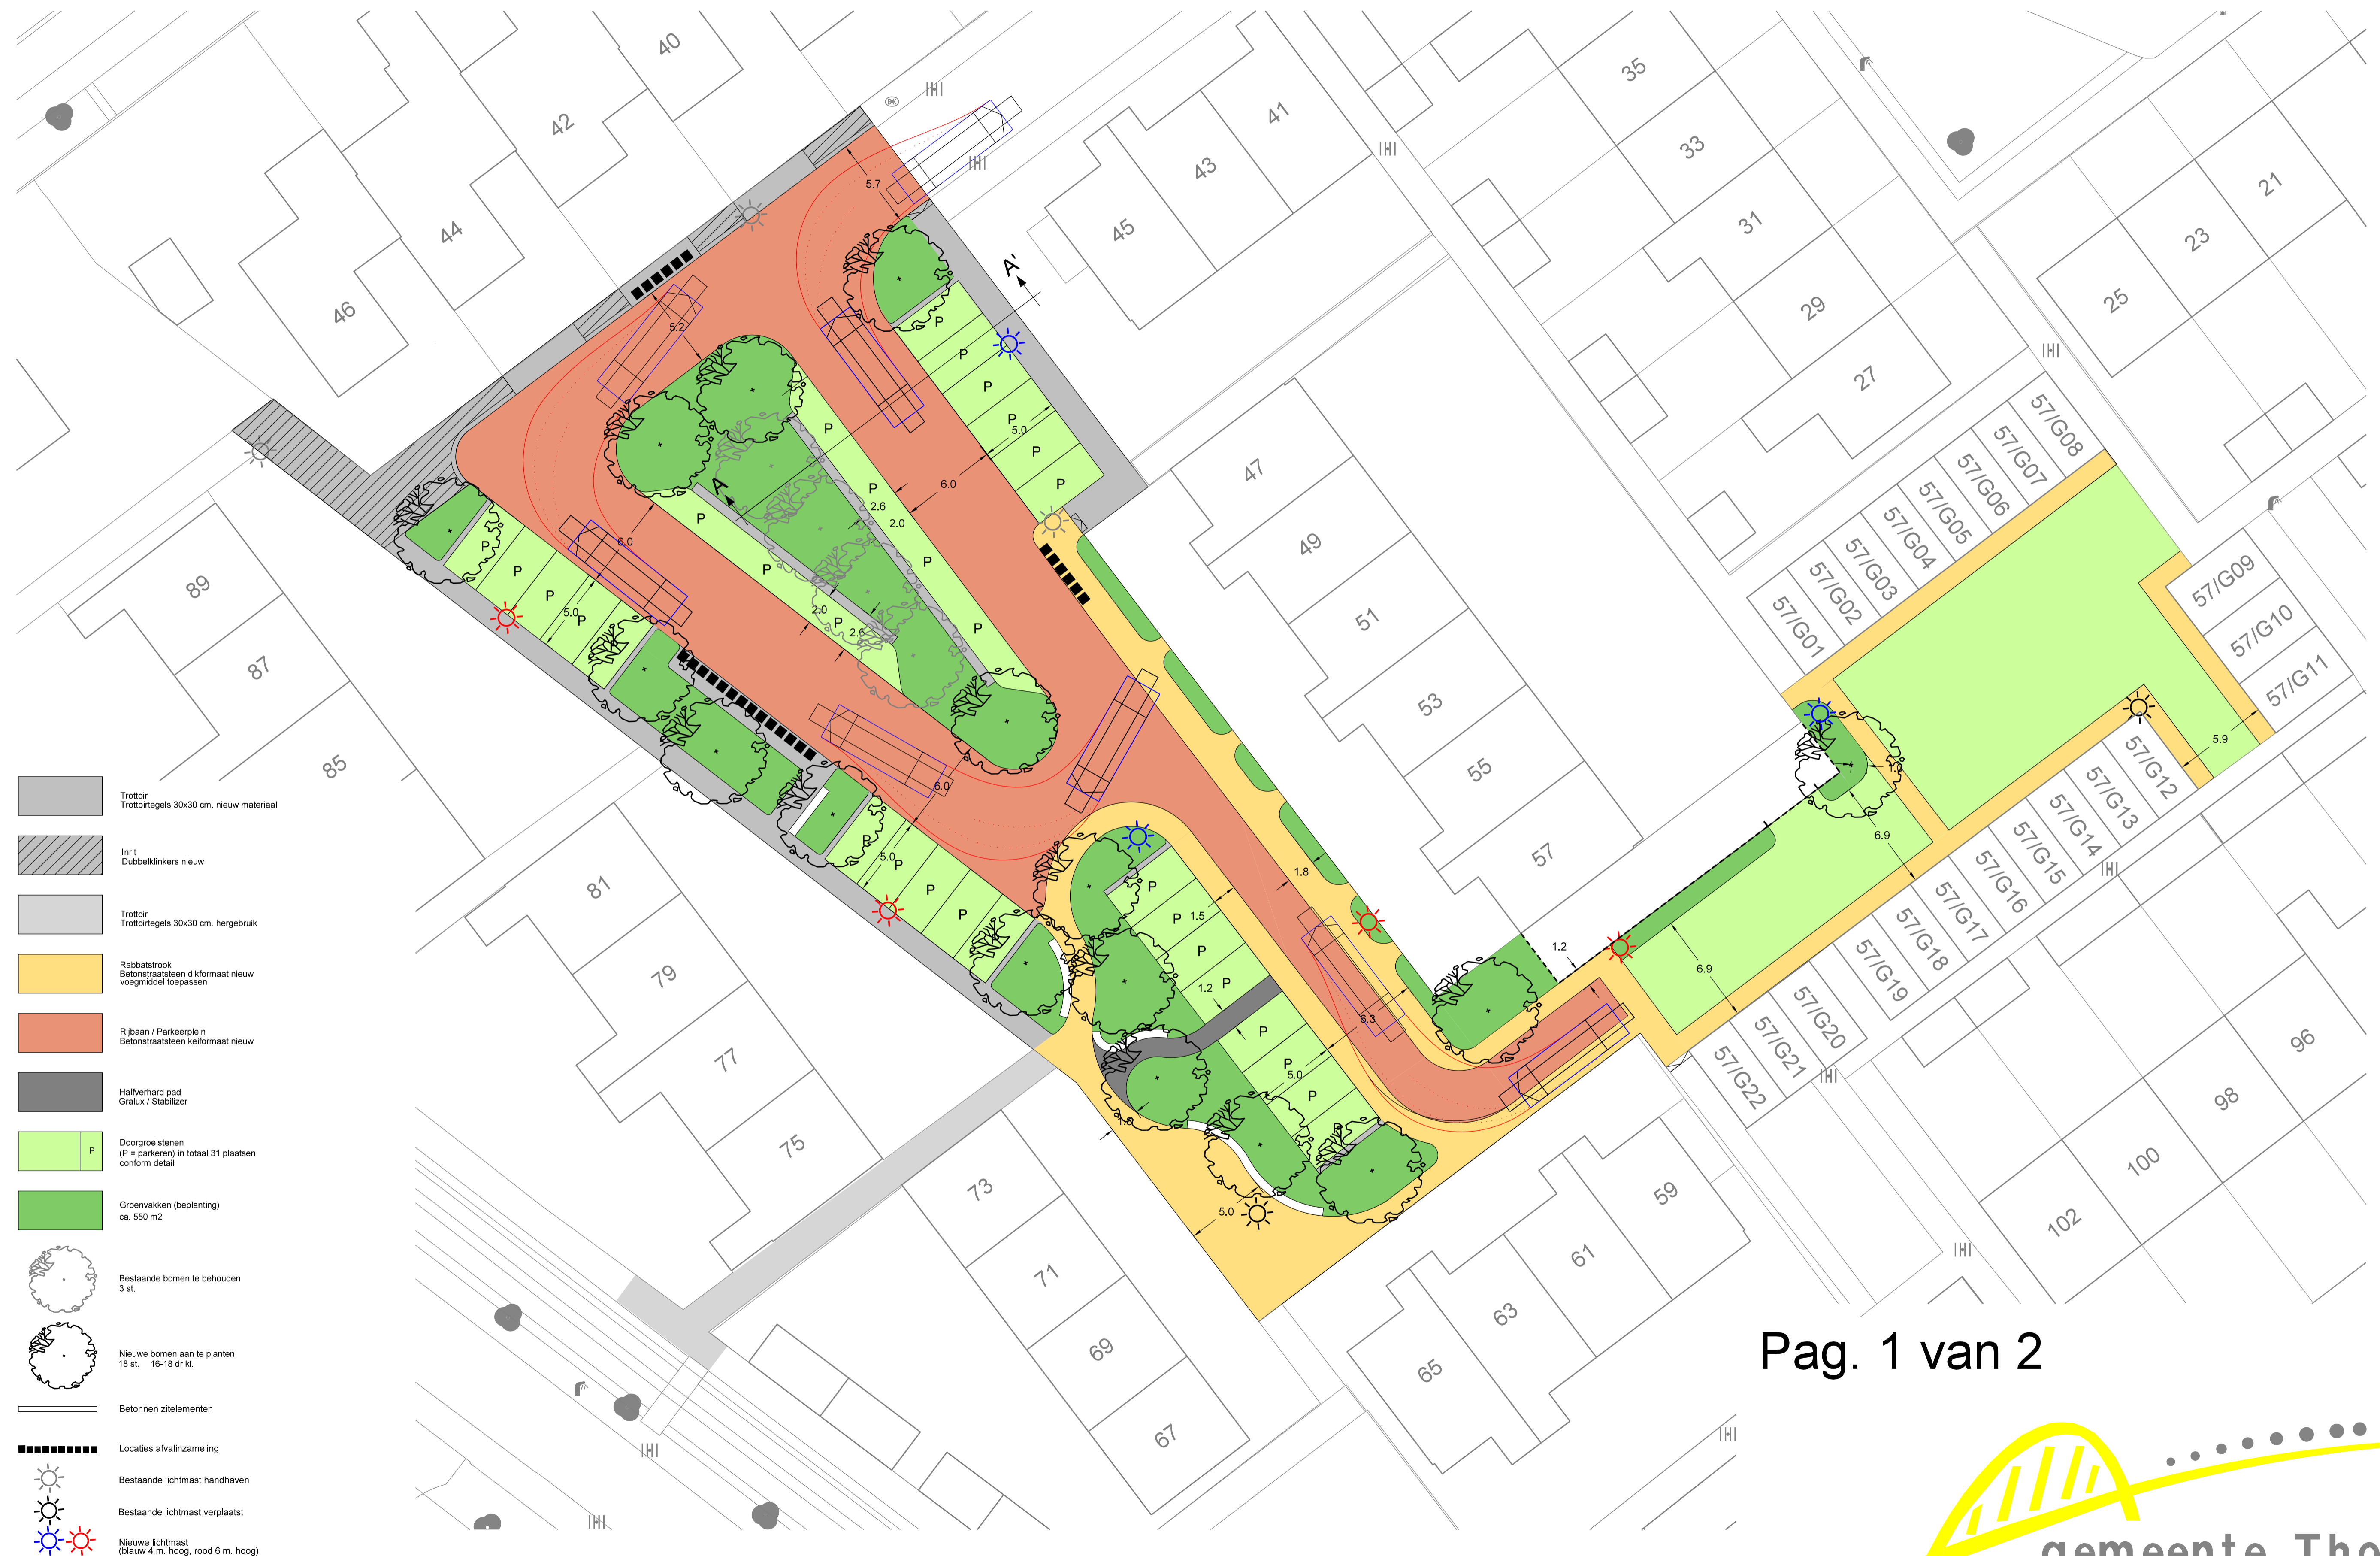 40
42
44
46
35
33
31
29
27
21
23
25
41
43
45
A'
A
5.7
5.2
P
P
P
P
5.0
P
P
P
P
P
6.0
2.6
2.0
P
P
P
P
2.0
P
2.6
6.0
P
P
P
5.0
P
P
6.0
5.0
P
P
P
P
P
P
1.5
P
P
1.2
P
P
P
5.0
P
P
1.8
6.3
1.2
6.9
6.9
5.9
1.0
5.0
47
49
51
53
55
57
57/G01
57/G02
57/G03
57/G04
57/G05
57/G06
57/G07
57/G08
57/G09
57/G10
57/G11
57/G12
57/G13
57/G14
57/G15
57/G16
57/G17
57/G18
57/G19
57/G20
57/G21
57/G22
89
87
85
81
79
77
75
73
71
69
67
65
63
61
59
96
98
100
102
Trottoir
Trottoirtegels 30x30 cm. nieuw materiaal
Inrit
Dubbelklinkers nieuw
Trottoir
Trottoirtegels 30x30 cm. hergebruik
Rabbatstrook
Betonstraatsteen dikformaat nieuw
voegmiddel toepassen
Rijbaan / Parkeerplein
Betonstraatsteen keiformaat nieuw
Halfverhard pad
Gralux / Stabilizer
P
Doorgroeistenen
(P = parkeren) in totaal 31 plaatsen
conform detail
Groenvakken (beplanting)
ca. 550 m2
Bestaande bomen te behouden
3 st.
Nieuwe bomen aan te planten
18 st. 16-18 dr.kl.
Betonnen zitelementen
Locaties afvalinzameling
Bestaande lichtmast handhaven
Bestaande lichtmast verplaatst
Nieuwe lichtmast
(blauw 4 m. hoog, rood 6 m. hoog)
Pag. 1 van 2
gemeente Tho